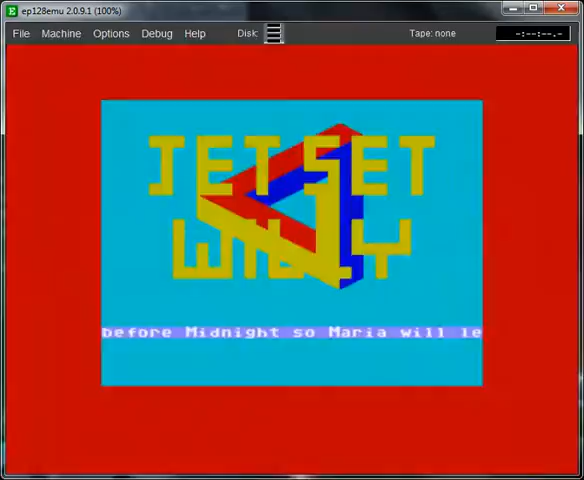 ep128emu 2.0.9.1 (100%)
File Machine Options Debug Help Disk: Tape: none -:--:--.-
JET SET
WILLY
before Midnight so Maria will le